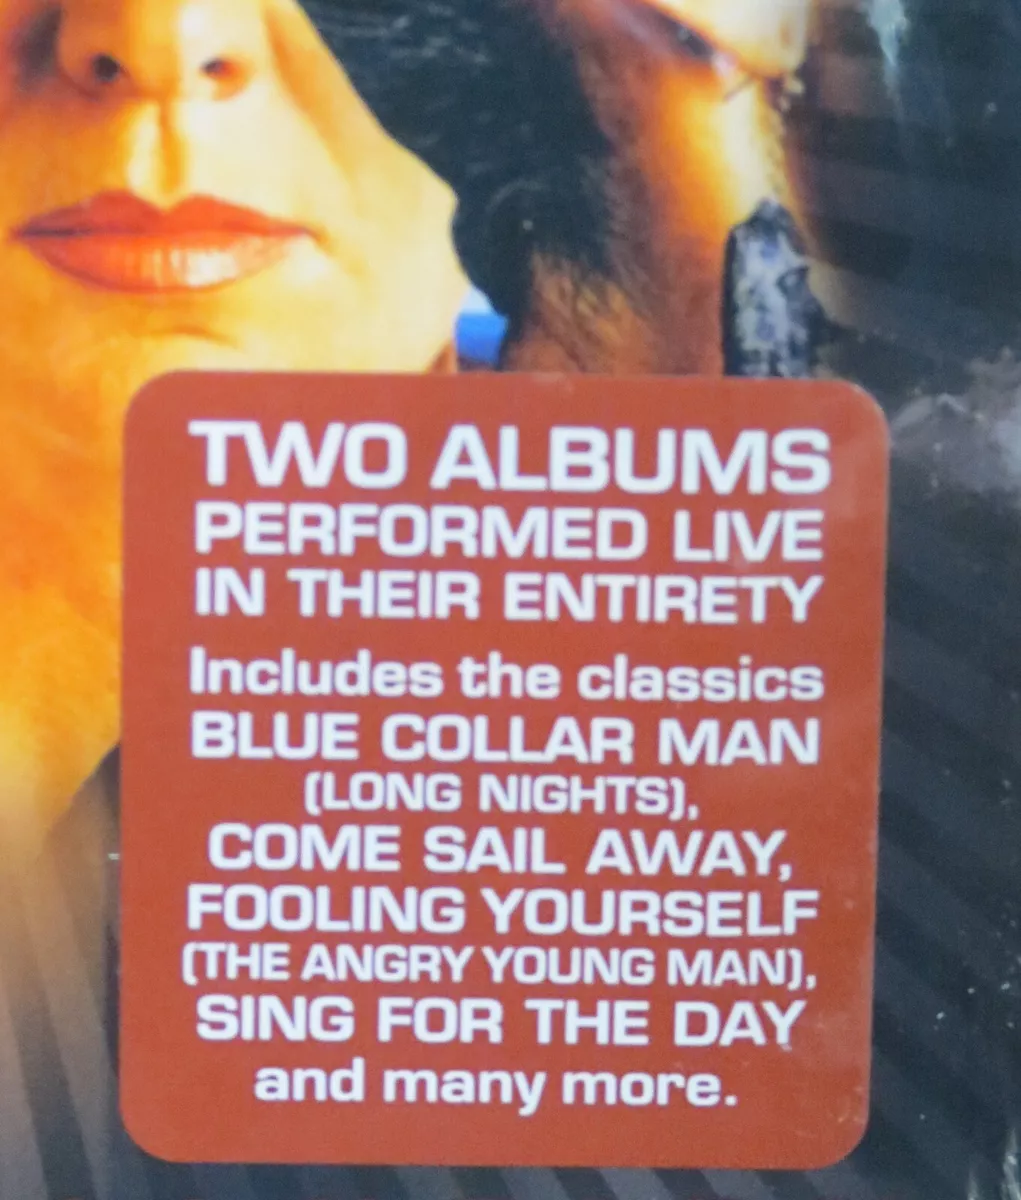 TWO ALBUMS
PERFORMED LIVE
IN THEIR ENTIRETY
Includes the classics
BLUE COLLAR MAN
(LONG NIGHTS),
COME SAIL AWAY,
FOOLING YOURSELF
(THE ANGRY YOUNG MAN),
SING FOR THE DAY
and many more.